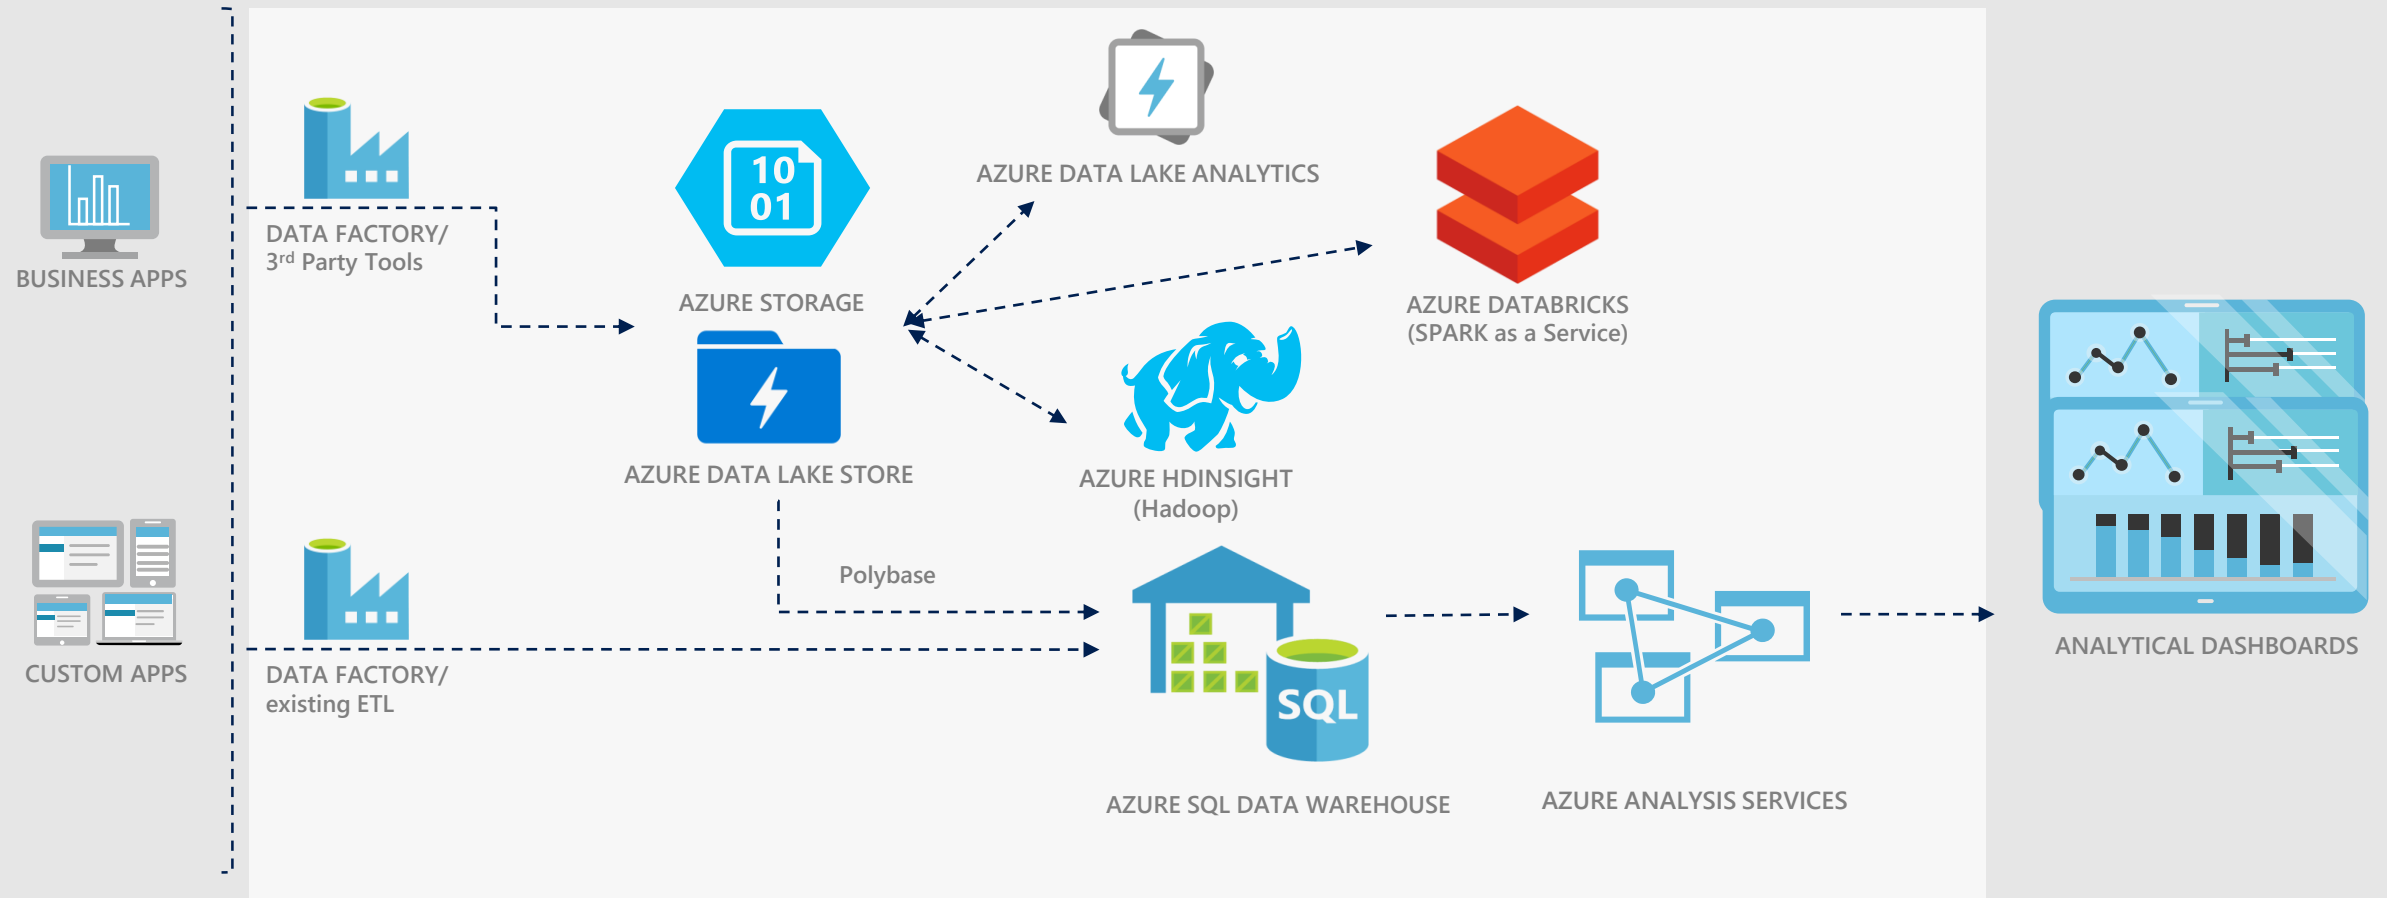 BUSINESS APPS
CUSTOM APPS
DATA FACTORY/
3rd Party Tools
DATA FACTORY/
existing ETL
10
01
AZURE STORAGE
AZURE DATA LAKE STORE
AZURE DATA LAKE ANALYTICS
AZURE DATABRICKS
(SPARK as a Service)
AZURE HDINSIGHT
(Hadoop)
Polybase
SQL
AZURE SQL DATA WAREHOUSE
AZURE ANALYSIS SERVICES
ANALYTICAL DASHBOARDS